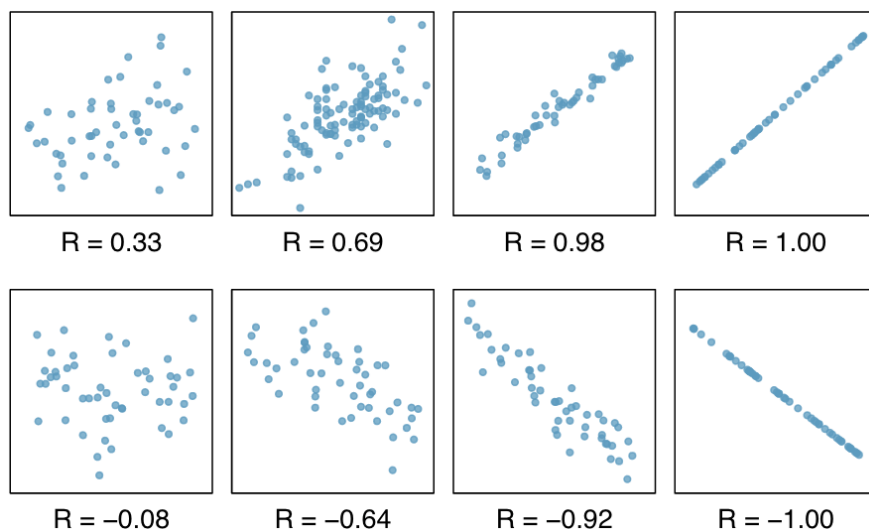 R = 0.33
R = 0.69
R = 0.98
R = 1.00
R = −0.08
R = −0.64
R = −0.92
R = −1.00